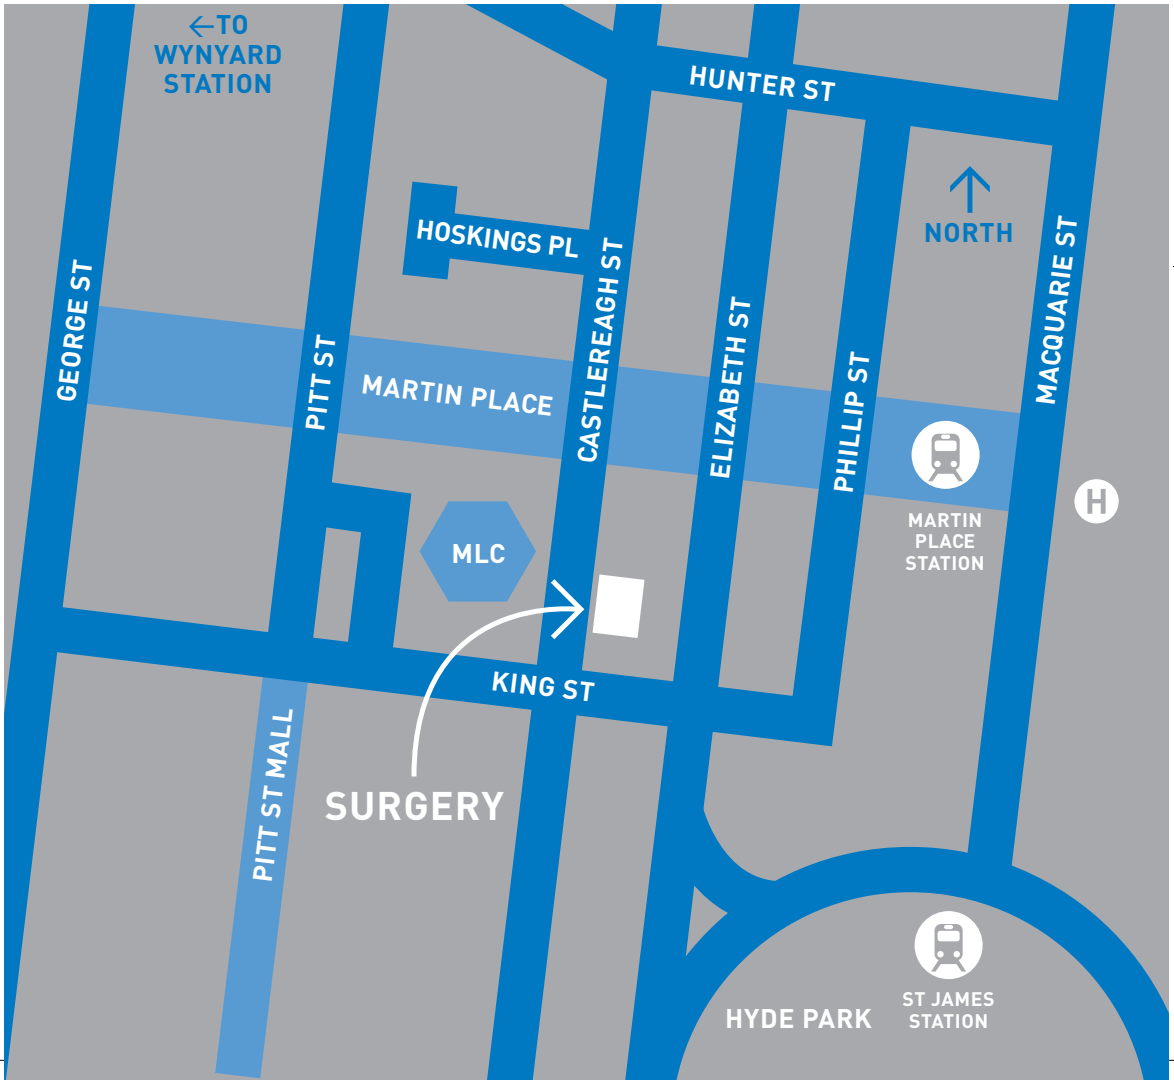 ←TO
WYNYARD
STATION
HUNTER ST
NORTH
HOSKINGS PL
GEORGE ST
PITT ST
MARTIN PLACE
CASTLEREAGH ST
ELIZABETH ST
PHILLIP ST
MACQUARIE ST
MARTIN
PLACE
STATION
H
MLC
KING ST
PITT ST MALL
SURGERY
HYDE PARK
ST JAMES
STATION